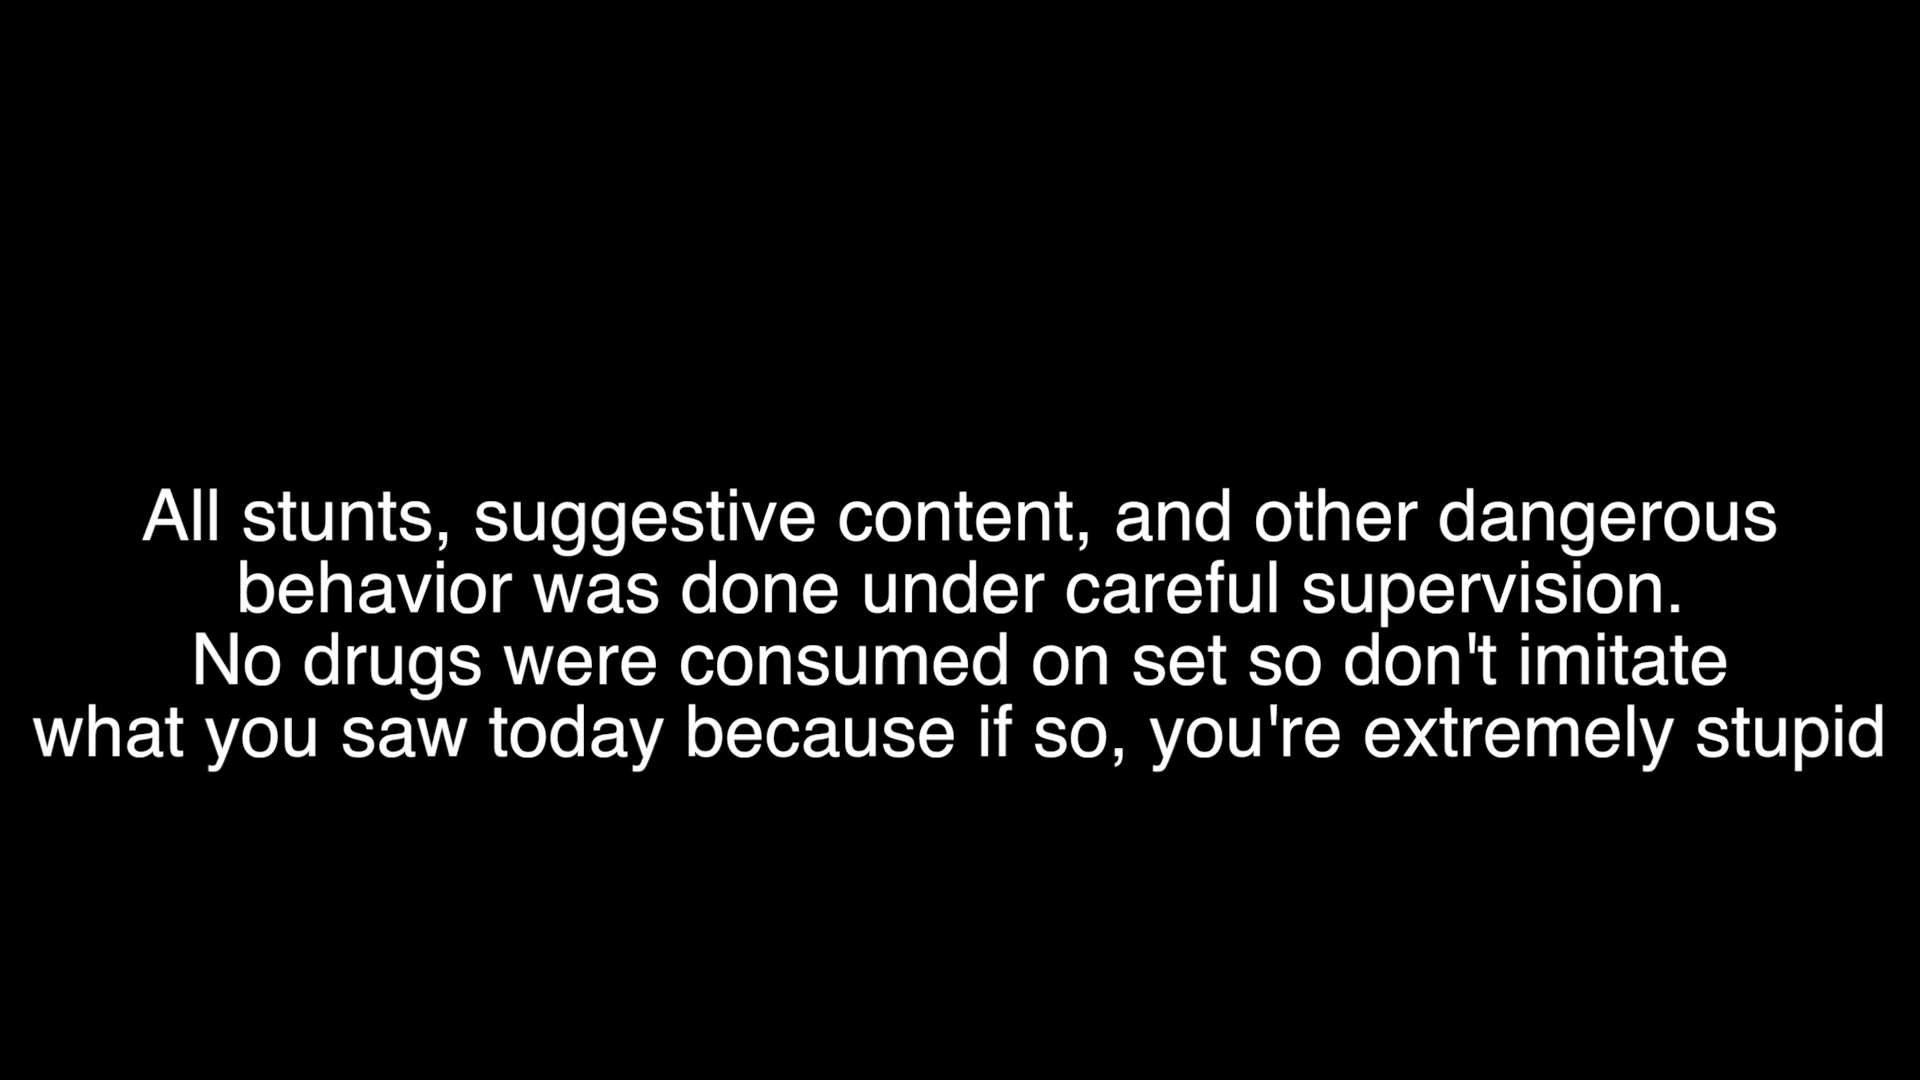 All stunts, suggestive content, and other dangerous
behavior was done under careful supervision.
No drugs were consumed on set so don't imitate
what you saw today because if so, you're extremely stupid